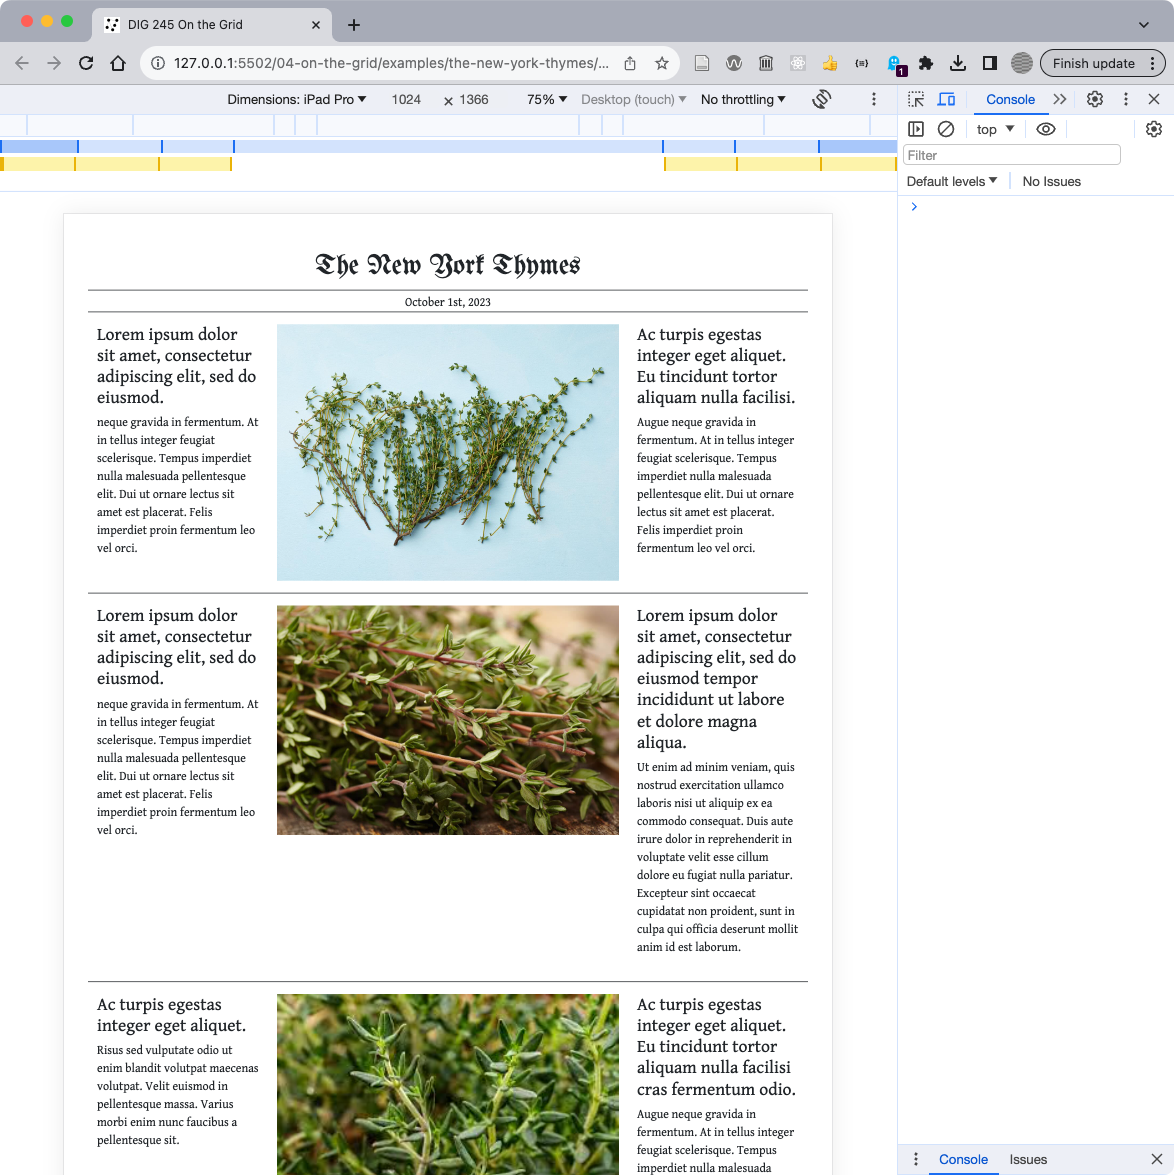 DIG 245 On the Grid
127.0.0.1:5502/04-on-the-grid/examples/the-new-york-thymes/...
1
Finish update
Dimensions: iPad Pro
1024
×
1366
75%
Desktop (touch)
No throttling
Console
top
Filter
Default levels
No Issues
The New York Thymes
October 1st, 2023
Lorem ipsum dolor
sit amet, consectetur
adipiscing elit, sed do
eiusmod.
neque gravida in fermentum. At
in tellus integer feugiat
scelerisque. Tempus imperdiet
nulla malesuada pellentesque
elit. Dui ut ornare lectus sit
amet est placerat. Felis
imperdiet proin fermentum leo
vel orci.
Ac turpis egestas
integer eget aliquet.
Eu tincidunt tortor
aliquam nulla facilisi.
Augue neque gravida in
fermentum. At in tellus integer
feugiat scelerisque. Tempus
imperdiet nulla malesuada
pellentesque elit. Dui ut ornare
lectus sit amet est placerat.
Felis imperdiet proin
fermentum leo vel orci.
Lorem ipsum dolor
sit amet, consectetur
adipiscing elit, sed do
eiusmod.
neque gravida in fermentum. At
in tellus integer feugiat
scelerisque. Tempus imperdiet
nulla malesuada pellentesque
elit. Dui ut ornare lectus sit
amet est placerat. Felis
imperdiet proin fermentum leo
vel orci.
Lorem ipsum dolor
sit amet, consectetur
adipiscing elit, sed do
eiusmod tempor
incididunt ut labore
et dolore magna
aliqua.
Ut enim ad minim veniam, quis
nostrud exercitation ullamco
laboris nisi ut aliquip ex ea
commodo consequat. Duis aute
irure dolor in reprehenderit in
voluptate velit esse cillum
dolore eu fugiat nulla pariatur.
Excepteur sint occaecat
cupidatat non proident, sunt in
culpa qui officia deserunt mollit
anim id est laborum.
Ac turpis egestas
integer eget aliquet.
Risus sed vulputate odio ut
enim blandit volutpat maecenas
volutpat. Velit euismod in
pellentesque massa. Varius
morbi enim nunc faucibus a
pellentesque sit.
Ac turpis egestas
integer eget aliquet.
Eu tincidunt tortor
aliquam nulla facilisi
cras fermentum odio.
Augue neque gravida in
fermentum. At in tellus integer
feugiat scelerisque. Tempus
imperdiet nulla malesuada
Console
Issues